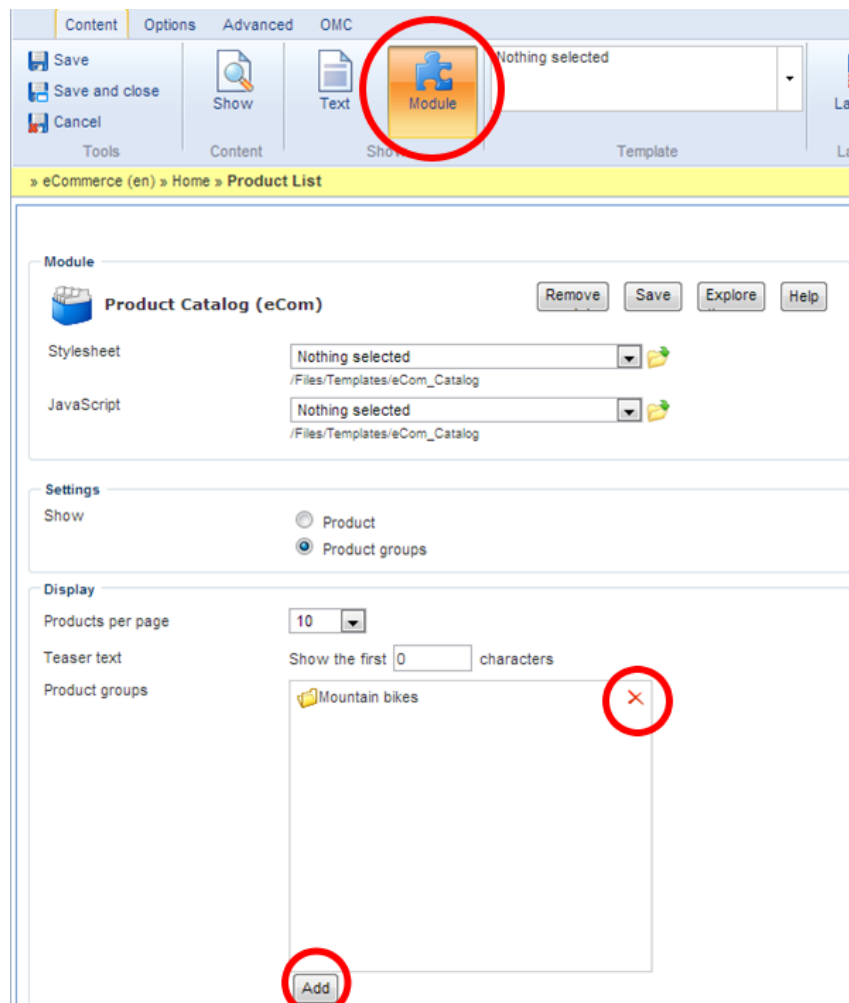 Content Options Advanced OMC
Save
Save and close
Cancel
Show
Text
Module
Nothing selected
La
Tools
Content
Sho
Template
La
» eCommerce (en) » Home » Product List
Module
Product Catalog (eCom)
Remove
Save
Explore
Help
Stylesheet
Nothing selected
/Files/Templates/eCom_Catalog
JavaScript
Nothing selected
/Files/Templates/eCom_Catalog
Settings
Show
Product
Product groups
Display
Products per page
10
Teaser text
Show the first 0 characters
Product groups
Mountain bikes
Add